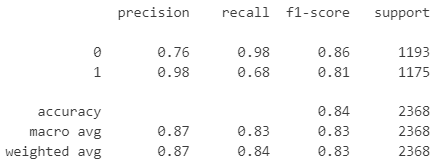 precision recall f1-score support
0 0.76 0.98 0.86 1193
1 0.98 0.68 0.81 1175
accuracy 0.84 2368
macro avg 0.87 0.83 0.83 2368
weighted avg 0.87 0.84 0.83 2368